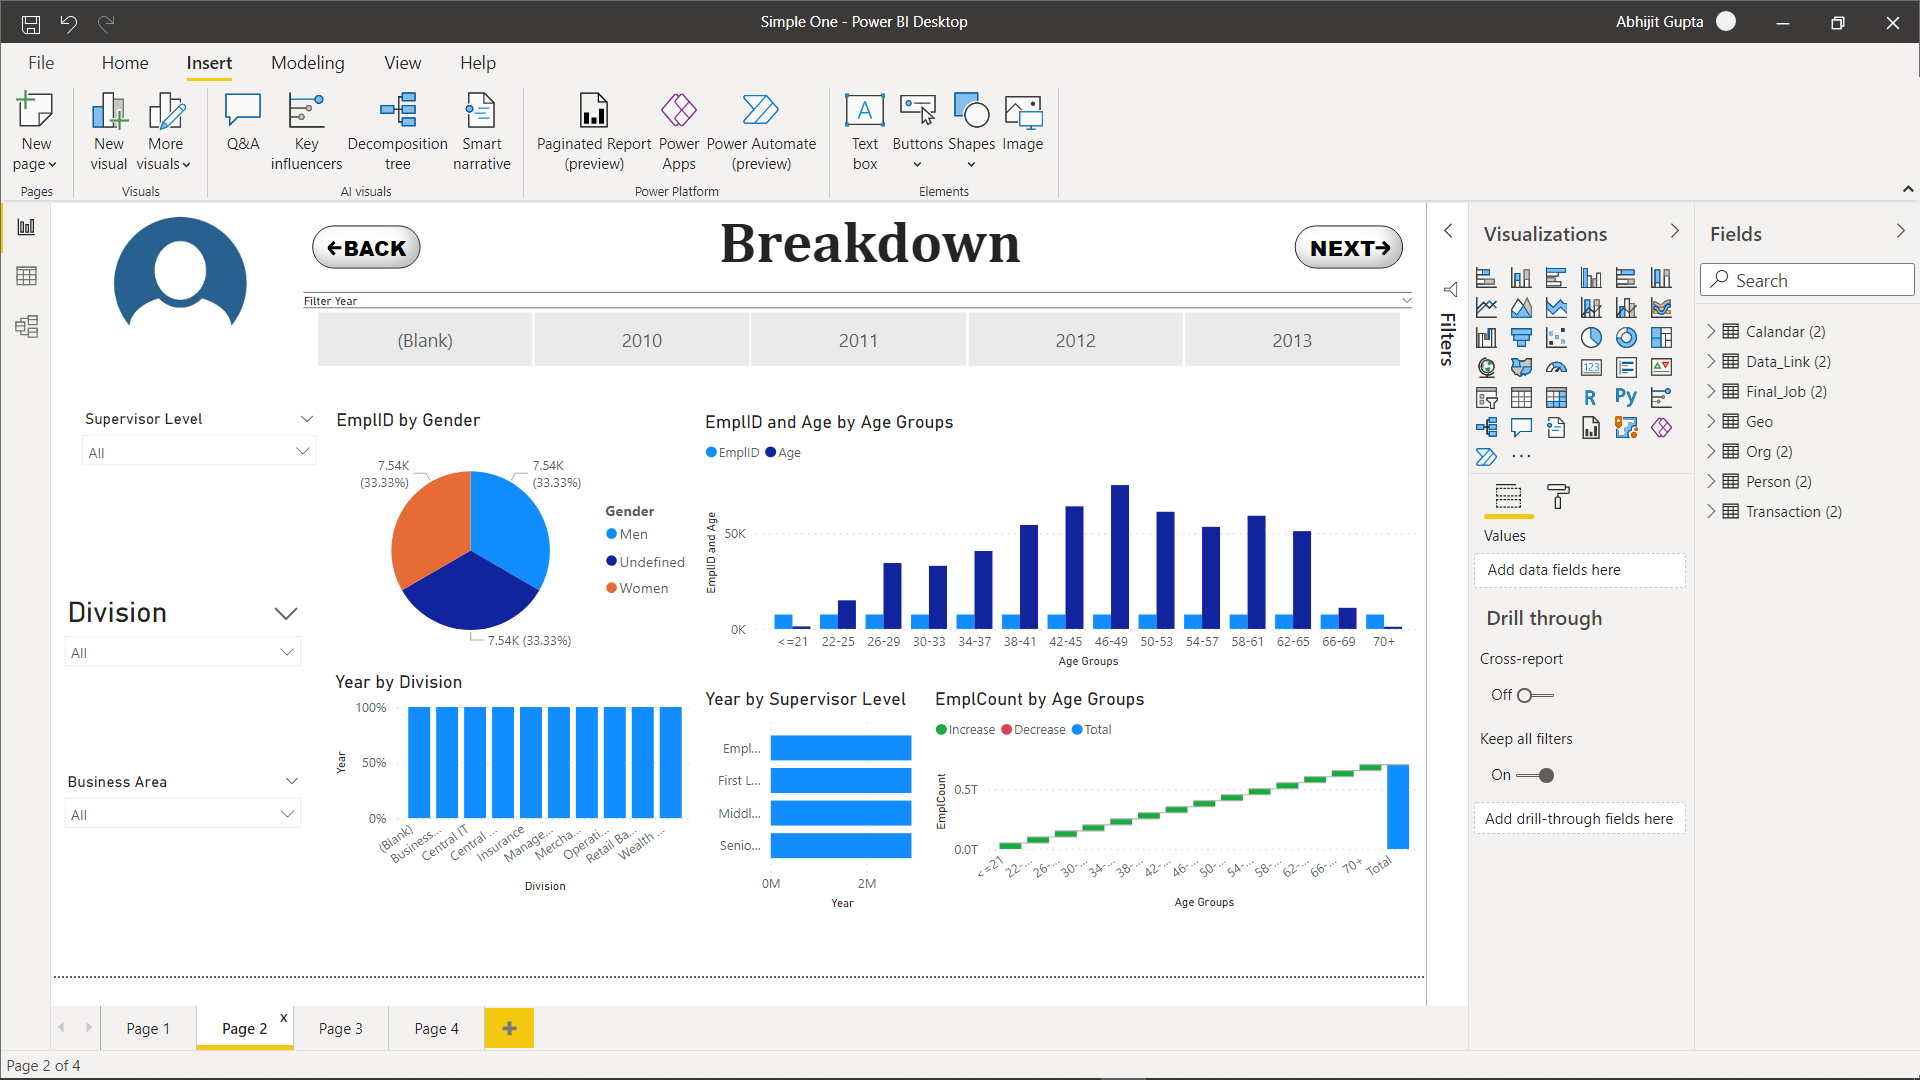 Simple One - Power BI Desktop
Abhijit Gupta
File Home Insert Modeling View Help
New page
New visual
More visuals
Q&A
Key influencers
Decomposition tree
Smart narrative
Paginated Report (preview)
Power Apps
Power Automate (preview)
Text box
Buttons
Shapes
Image
Pages
Visuals
AI visuals
Power Platform
Elements
←BACK
Breakdown
NEXT→
Filter Year
(Blank) 2010 2011 2012 2013
Supervisor Level
All
Division
All
Business Area
All
EmplID by Gender
7.54K
(33.33%)
7.54K
(33.33%)
7.54K (33.33%)
Gender
Men
Undefined
Women
EmplID and Age by Age Groups
EmplID Age
EmplID and Age
50K
0K
<=21 22-25 26-29 30-33 34-37 38-41 42-45 46-49 50-53 54-57 58-61 62-65 66-69 70+
Age Groups
Year by Division
Year
100%
50%
0%
(Blank) Business... Central IT Central ... Insurance Manage... Mercha... Operati... Retail Ba... Wealth ...
Division
Year by Supervisor Level
Empl...
First L...
Middl...
Senio...
0M 2M
Year
EmplCount by Age Groups
Increase Decrease Total
EmplCount
0.5T
0.0T
<=21 22-... 26-... 30-... 34-... 38-... 42-... 46-... 50-... 54-... 58-... 62-... 66-... 70+ Total
Age Groups
Filters
Visualizations
123
R
Py
Values
Add data fields here
Drill through
Cross-report
Off
Keep all filters
On
Add drill-through fields here
Fields
Search
Calandar (2)
Data_Link (2)
Final_Job (2)
Geo
Org (2)
Person (2)
Transaction (2)
Page 1
Page 2 x
Page 3
Page 4
+
Page 2 of 4